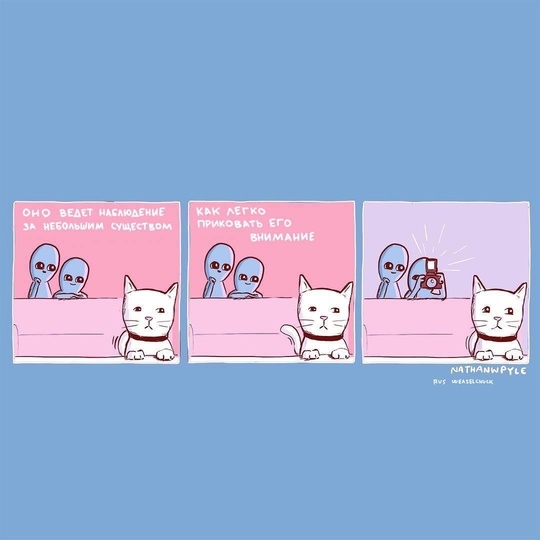 ОНО ВЕДЕТ НАБЛЮДЕНИЕ
ЗА НЕБОЛЬШИМ СУЩЕСТВОМ
КАК ЛЕГКО
ПРИКОВАТЬ ЕГО
ВНИМАНИЕ
NATHANWPYLE
RUS WEASELCHUCK